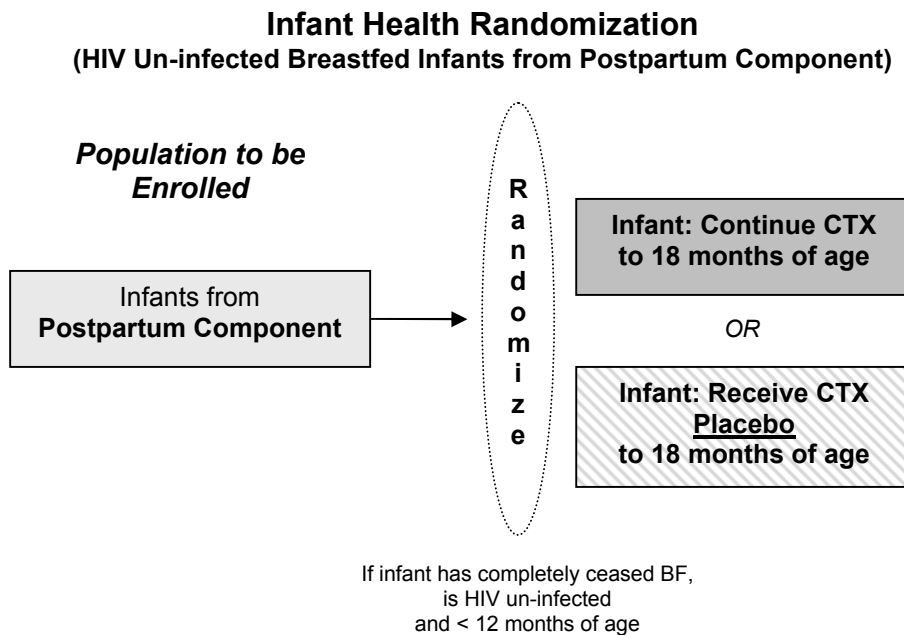 Infant Health Randomization
(HIV Un-infected Breastfed Infants from Postpartum Component)
Population to be
Enrolled
Infants from
Postpartum Component
Randomize
Infant: Continue CTX
to 18 months of age
OR
Infant: Receive CTX
Placebo
to 18 months of age
If infant has completely ceased BF,
is HIV un-infected
and < 12 months of age